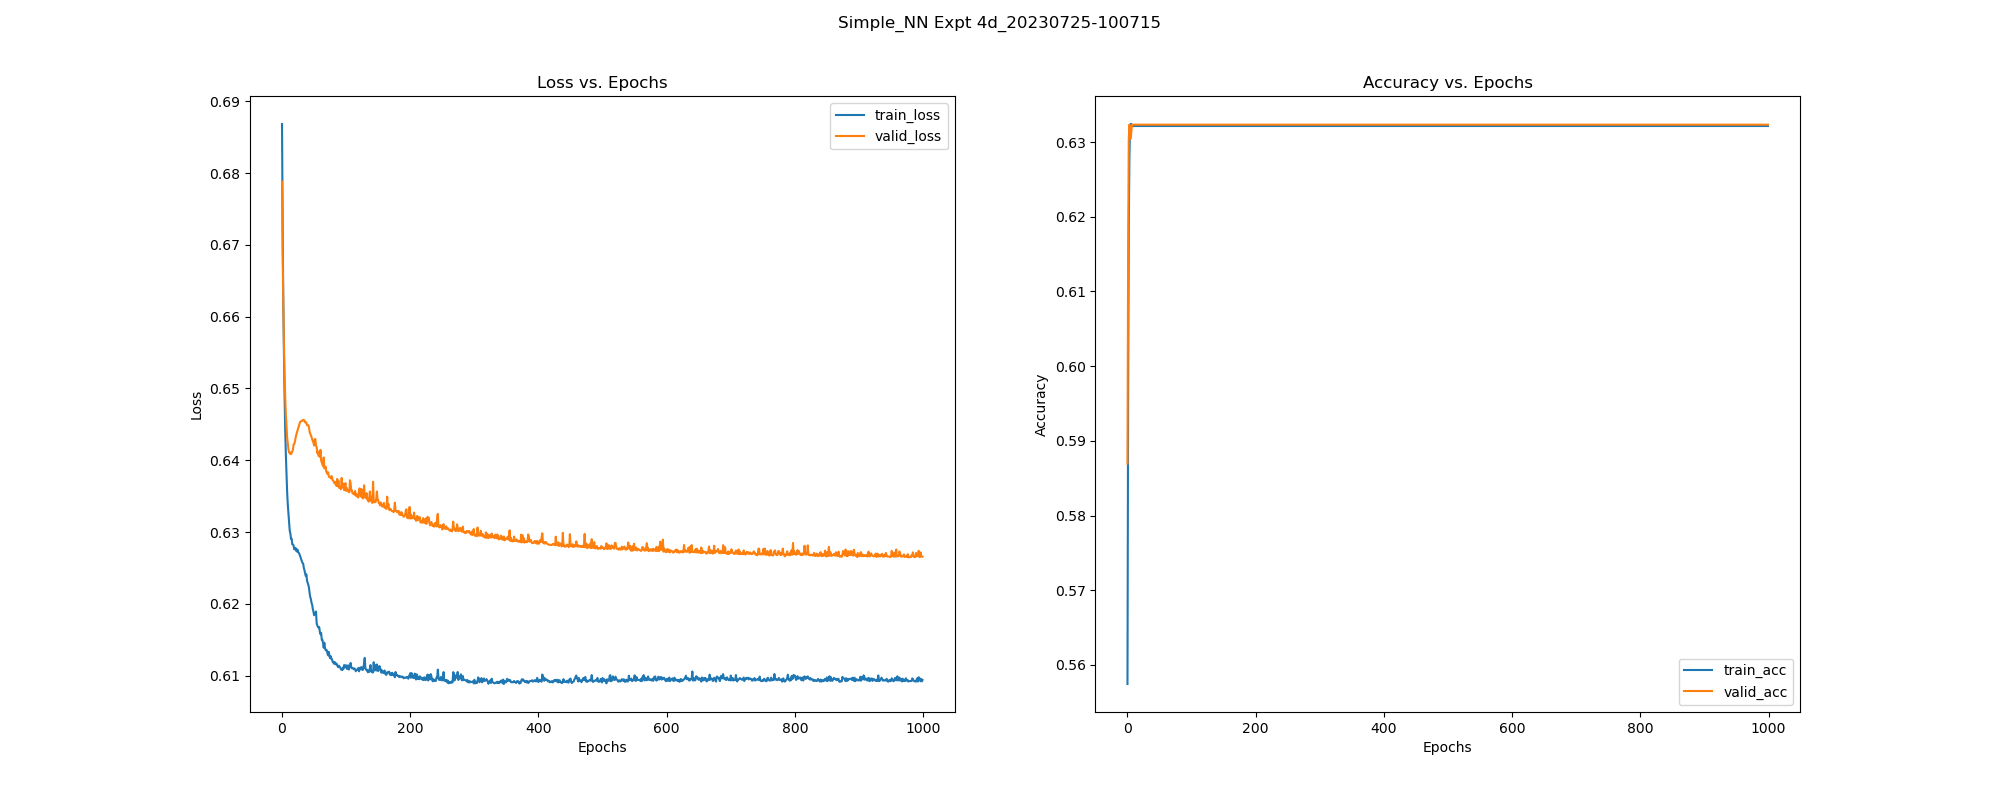 Simple_NN Expt 4d_20230725-100715
Loss vs. Epochs
0.69
0.68
0.67
0.66
0.65
0.64
0.63
0.62
0.61
Loss
train_loss
valid_loss
0
200
400
600
800
1000
Epochs
Accuracy vs. Epochs
0.63
0.62
0.61
0.60
0.59
0.58
0.57
0.56
Accuracy
train_acc
valid_acc
0
200
400
600
800
1000
Epochs